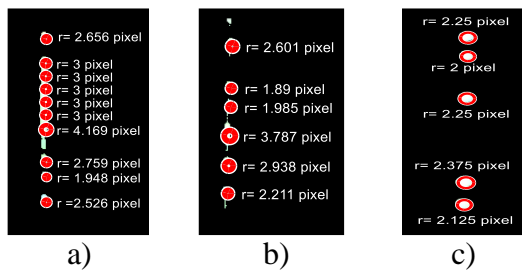 r= 2.656 pixel
r= 3 pixel
r= 3 pixel
r= 3 pixel
r= 3 pixel
r= 3 pixel
r= 4.169 pixel
r= 2.759 pixel
r= 1.948 pixel
r =2.526 pixel
a)
r= 2.601 pixel
r= 1.89 pixel
r= 1.985 pixel
r= 3.787 pixel
r= 2.938 pixel
r= 2.211 pixel
b)
r= 2.25 pixel
r= 2 pixel
r= 2.25 pixel
r= 2.375 pixel
r= 2.125 pixel
c)